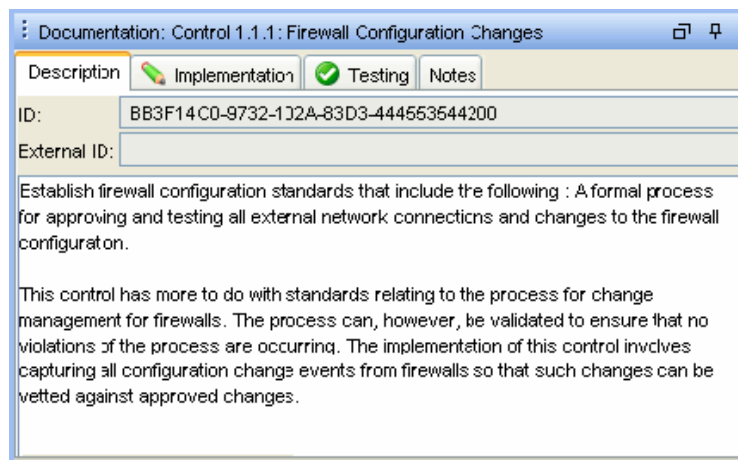 Documentation: Control 1.1.1: Firewall Configuration Changes
Description Implementation Testing Notes
ID: BB3F14C0-9732-102A-83D3-444553544200
External ID:
Establish firewall configuration standards that include the following : A formal process
for approving and testing all external network connections and changes to the firewall
configuration.
This control has more to do with standards relating to the process for change
management for firewalls. The process can, however, be validated to ensure that no
violations of the process are occurring. The implementation of this control involves
capturing all configuration change events from firewalls so that such changes can be
vetted against approved changes.